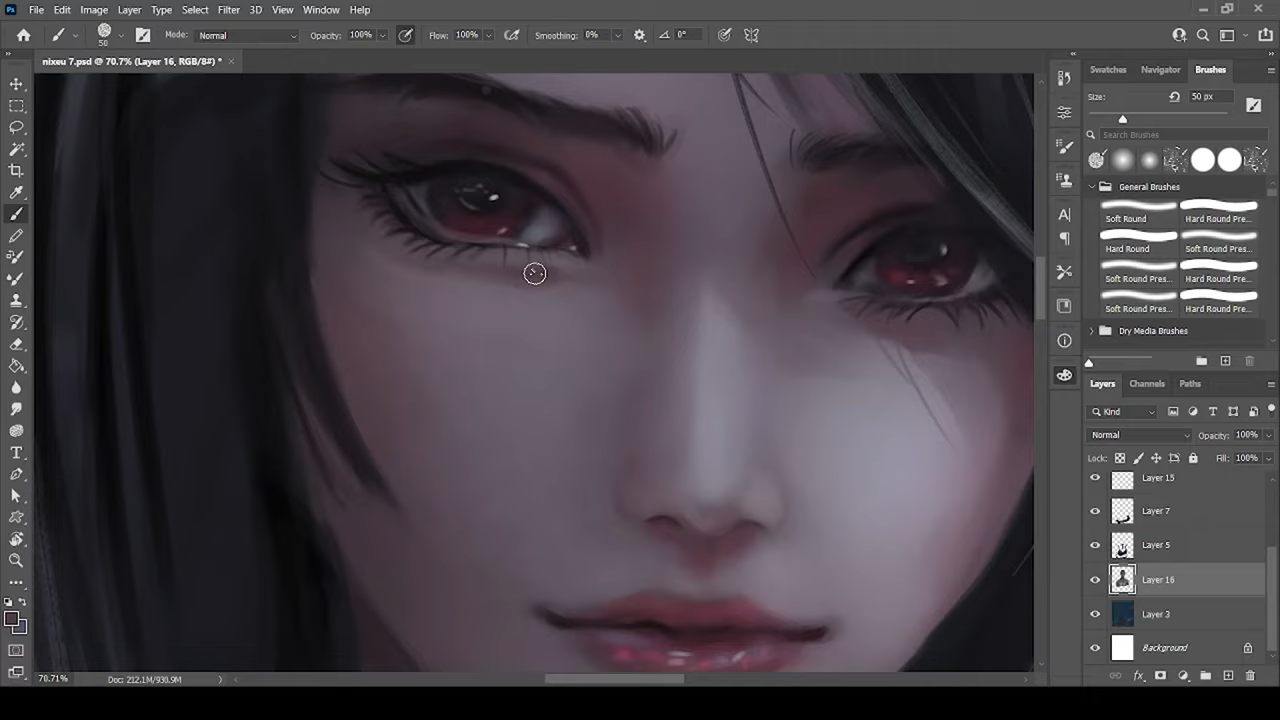 Ps File Edit Image Layer Type Select Filter 3D View Window Help
50 Mode: Normal Opacity: 100% Flow: 100% Smoothing: 0% 0°
nixeu 7.psd @ 70.7% (Layer 16, RGB/8#) *
Swatches Navigator Brushes
Size: 50 px
Search Brushes
General Brushes
Soft Round Hard Round Pre...
Hard Round Soft Round Pres...
Soft Round Pres... Hard Round Pre...
Soft Round Pres... Hard Round Pre...
Dry Media Brushes
Layers Channels Paths
Kind
Normal Opacity: 100%
Lock: Fill: 100%
Layer 15
Layer 7
Layer 5
Layer 16
Layer 3
Background
70.71% Doc: 212.1M/930.9M